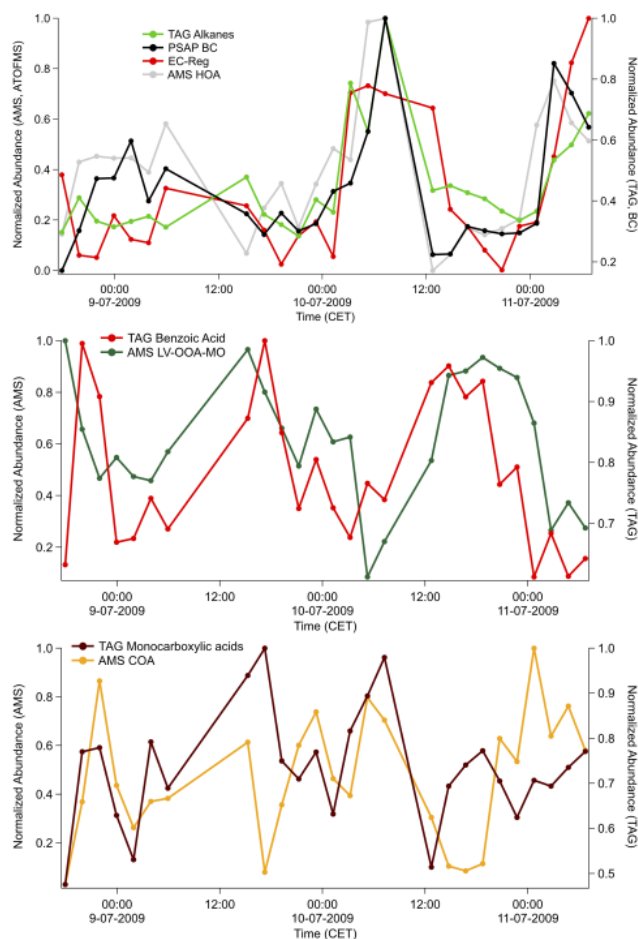 1.0
0.8
0.6
0.4
0.2
0.0
Normalized Abundance (AMS, ATOFMS)
TAG Alkanes
PSAP BC
EC-Reg
AMS HOA
1.0
0.8
0.6
0.4
0.2
Normalized Abundance (TAG, BC)
00:00 12:00 00:00 12:00 00:00
9-07-2009 10-07-2009 11-07-2009
Time (CET)
1.0
0.8
0.6
0.4
0.2
Normalized Abundance (AMS)
TAG Benzoic Acid
AMS LV-OOA-MO
1.0
0.9
0.8
0.7
Normalized Abundance (TAG)
00:00 12:00 00:00 12:00 00:00
9-07-2009 10-07-2009 11-07-2009
Time (CET)
1.0
0.8
0.6
0.4
0.2
Normalized Abundance (AMS)
TAG Monocarboxylic acids
AMS COA
1.0
0.9
0.8
0.7
0.6
0.5
Normalized Abundance (TAG)
00:00 12:00 00:00 12:00 00:00
9-07-2009 10-07-2009 11-07-2009
Time (CET)